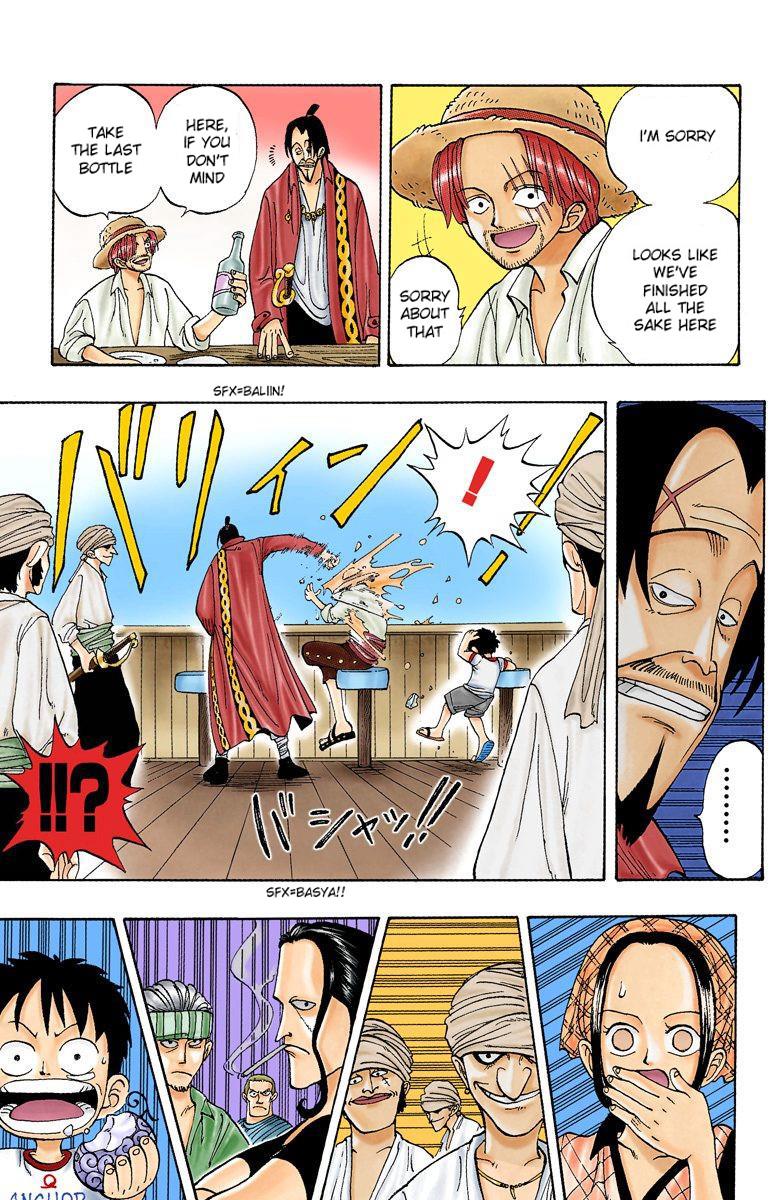 I'M SORRY
LOOKS LIKE
WE'VE
FINISHED
ALL THE
SAKE HERE
SORRY
ABOUT
THAT
HERE,
IF YOU
DON'T
MIND
TAKE
THE LAST
BOTTLE
SFX=BALIIN!
.........
!
バリィン!
!!?
バシャッ!!
SFX=BASYA!!
ANCHOR